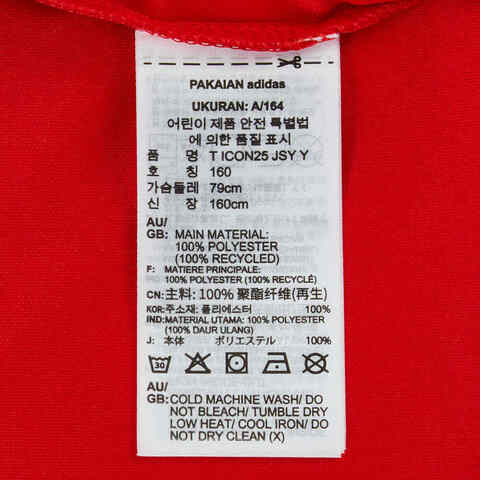 PAKAIAN adidas
UKURAN: A/164
어린이 제품 안전 특별법
에 의한 품질 표시
품 명 T ICON25 JSY Y
호 칭 160
가슴둘레 79cm
신 장 160cm
AU/
GB: MAIN MATERIAL:
100% POLYESTER
(100% RECYCLED)
F: MATIERE PRINCIPALE:
100% POLYESTER (100% RECYCLÉ)
CN: 主料: 100% 聚酯纤维(再生)
KOR: 주소재: 폴리에스터 100%
IND: MATERIAL UTAMA: 100% POLYESTER
(100% DAUR ULANG)
J: 本体 ポリエステル 100%
30
AU/
GB: COLD MACHINE WASH/ DO
NOT BLEACH/ TUMBLE DRY
LOW HEAT/ COOL IRON/ DO
NOT DRY CLEAN (X)